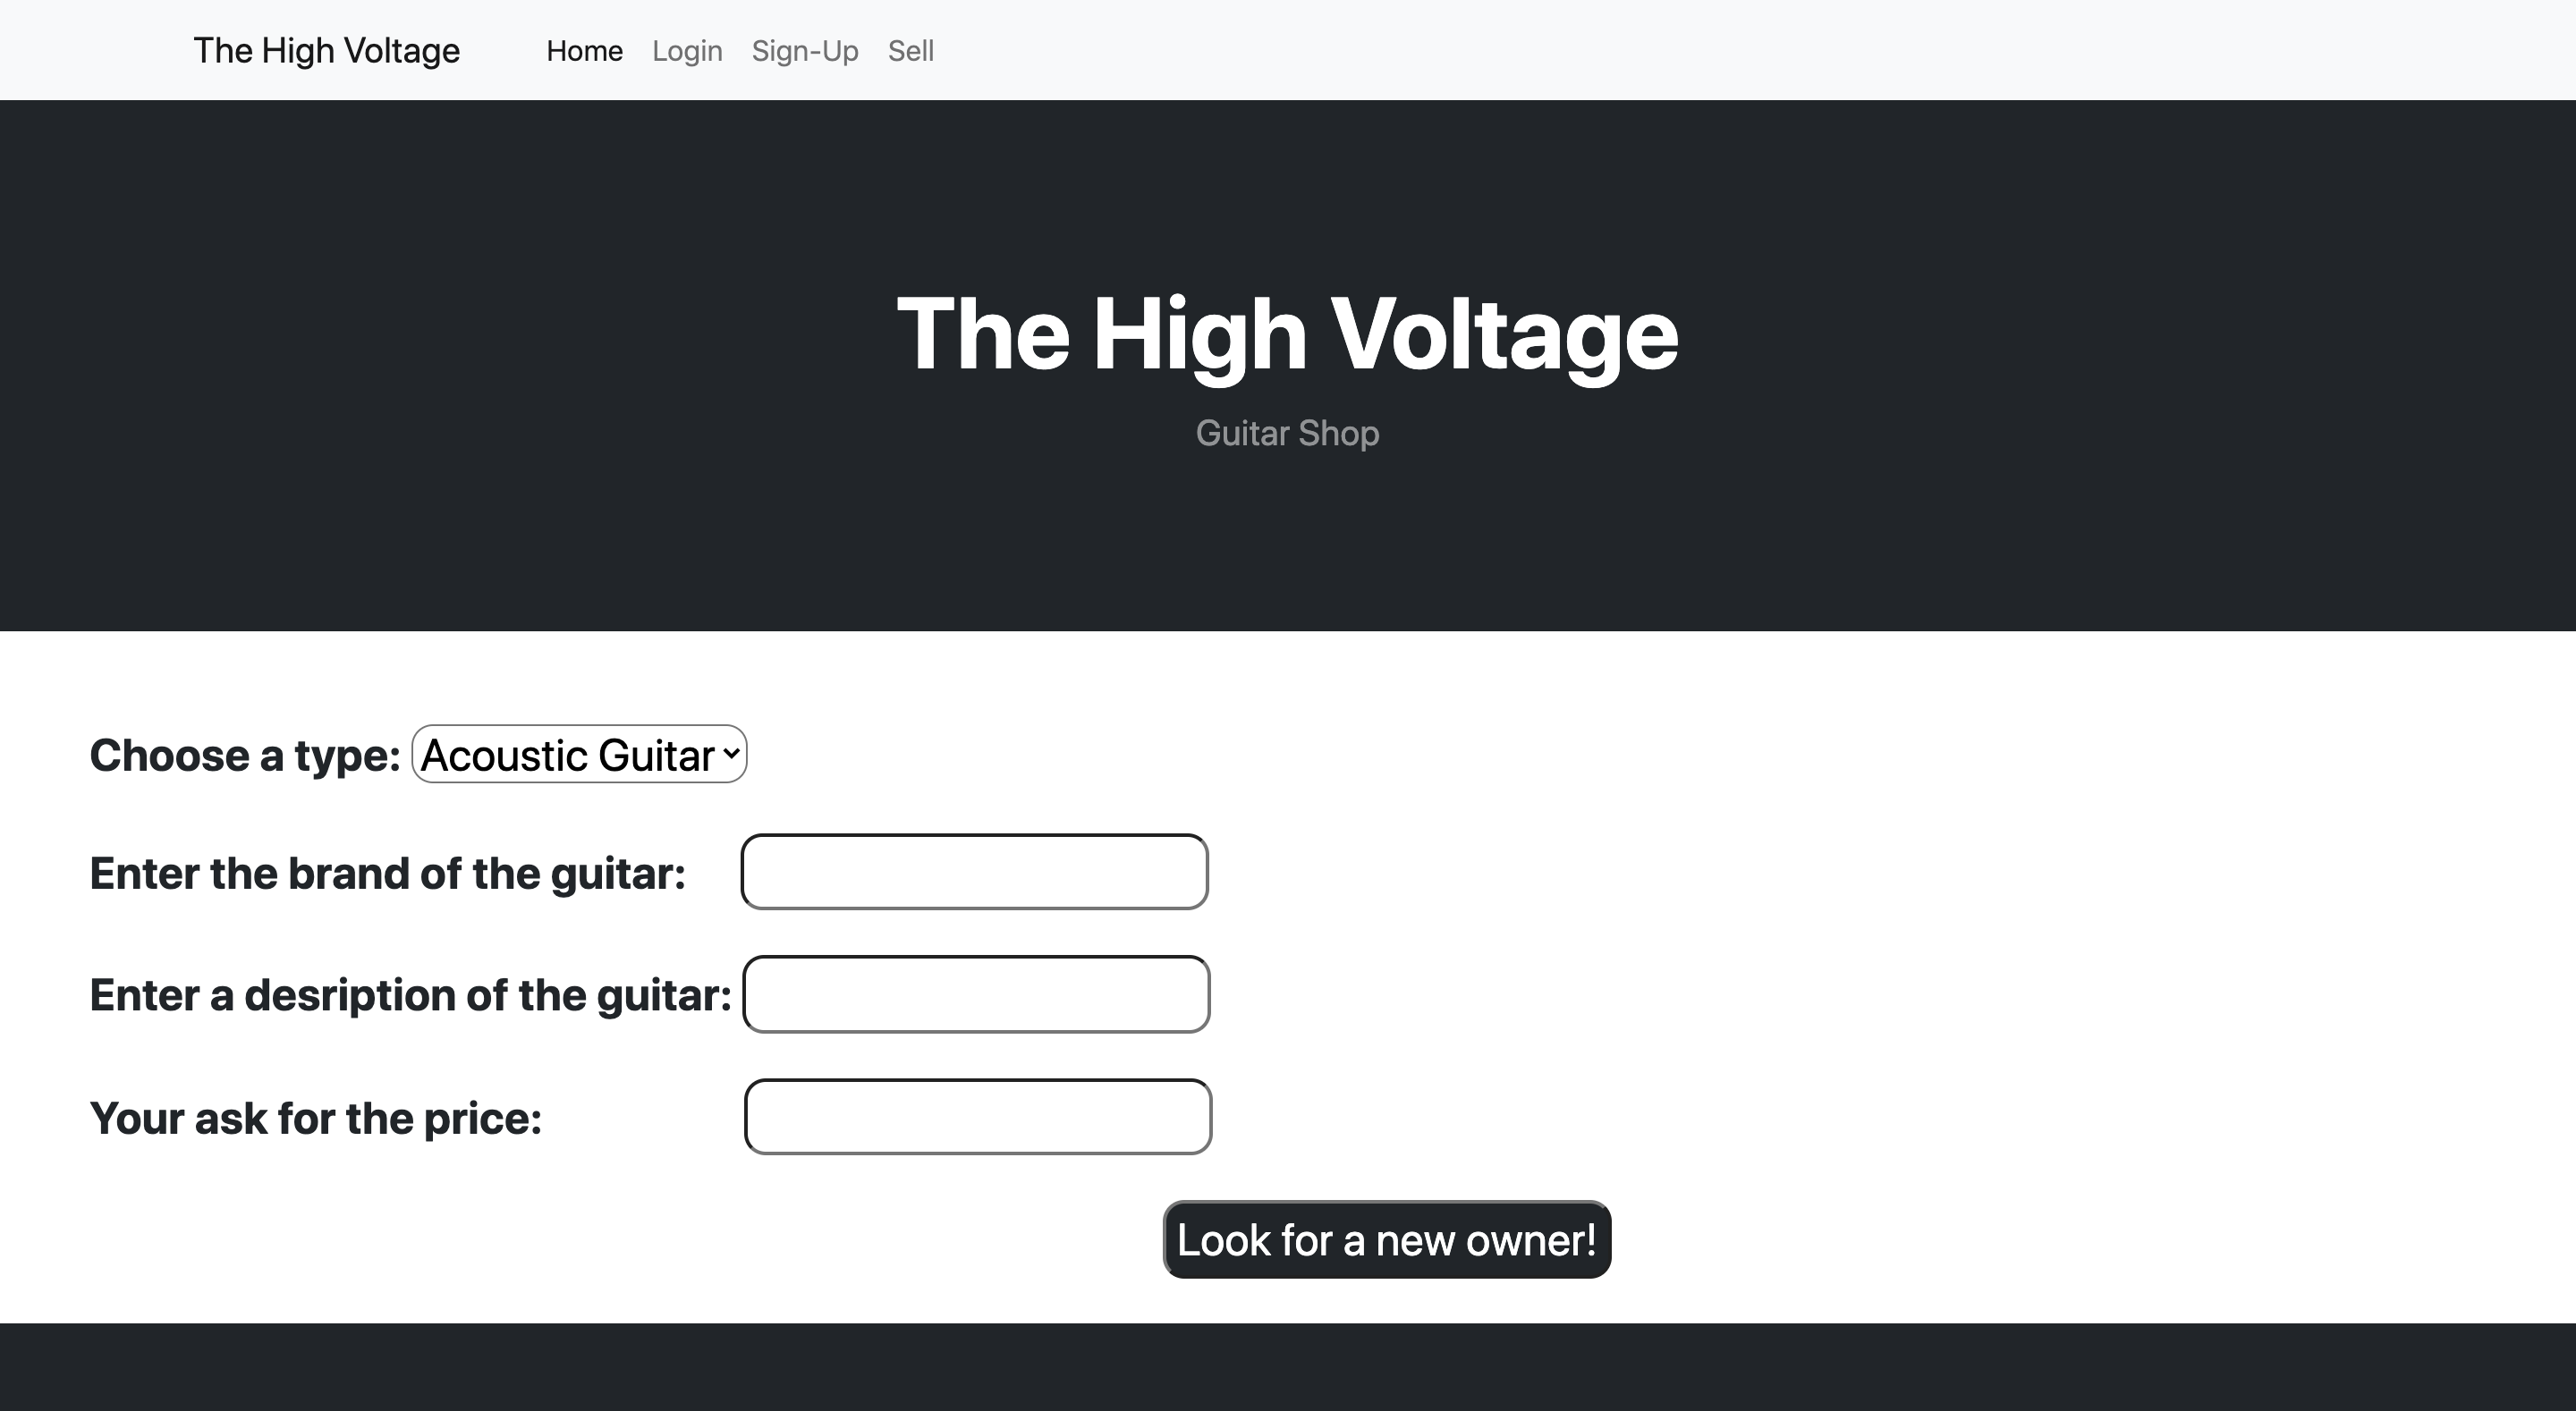 The High Voltage Home Login Sign-Up Sell
The High Voltage
Guitar Shop
Choose a type: Acoustic Guitar
Enter the brand of the guitar:
Enter a desription of the guitar:
Your ask for the price:
Look for a new owner!